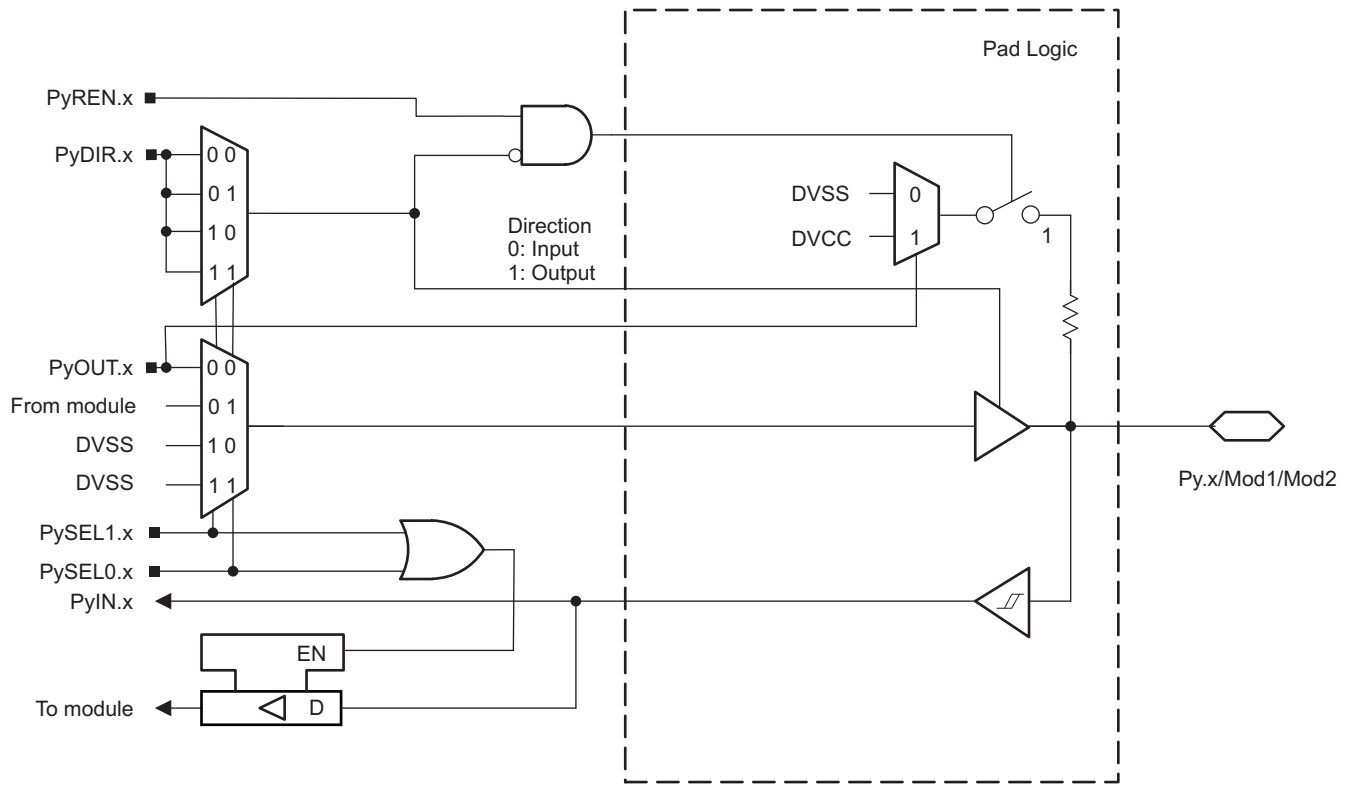 Pad Logic
PyREN.x
PyDIR.x
0 0
0 1
1 0
1 1
Direction
0: Input
1: Output
DVSS
DVCC
0
1
1
PyOUT.x
From module
DVSS
DVSS
0 0
0 1
1 0
1 1
Py.x/Mod1/Mod2
PySEL1.x
PySEL0.x
PyIN.x
EN
To module
D